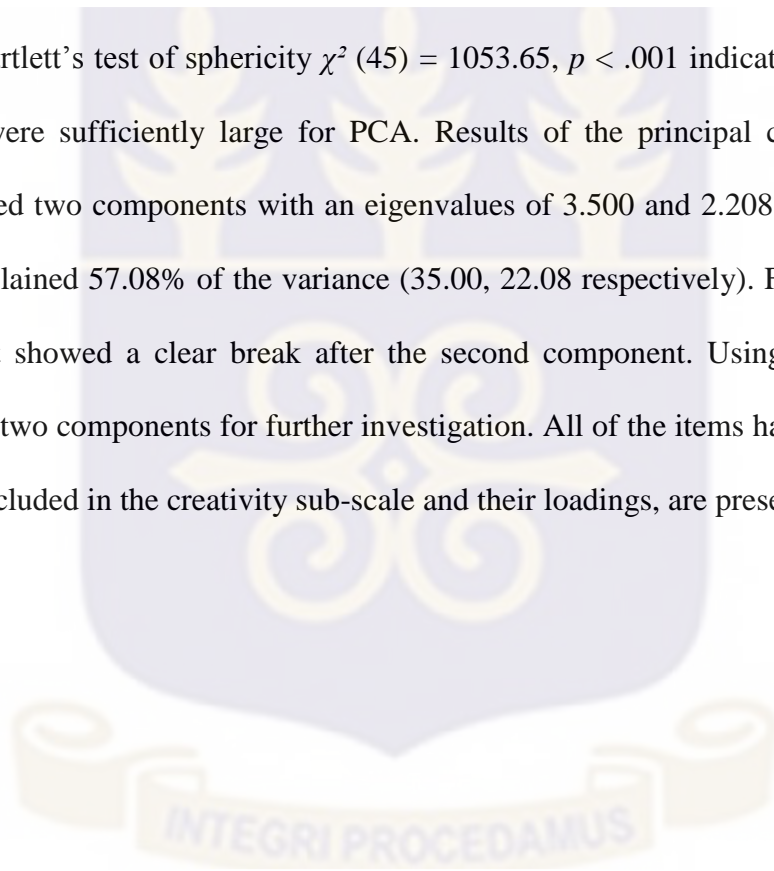 rtlett’s test of sphericity χ² (45) = 1053.65, p < .001 indicat
were sufficiently large for PCA. Results of the principal c
ed two components with an eigenvalues of 3.500 and 2.208
lained 57.08% of the variance (35.00, 22.08 respectively). F
showed a clear break after the second component. Using
two components for further investigation. All of the items ha
cluded in the creativity sub-scale and their loadings, are prese
INTEGRI PROCEDAMUS